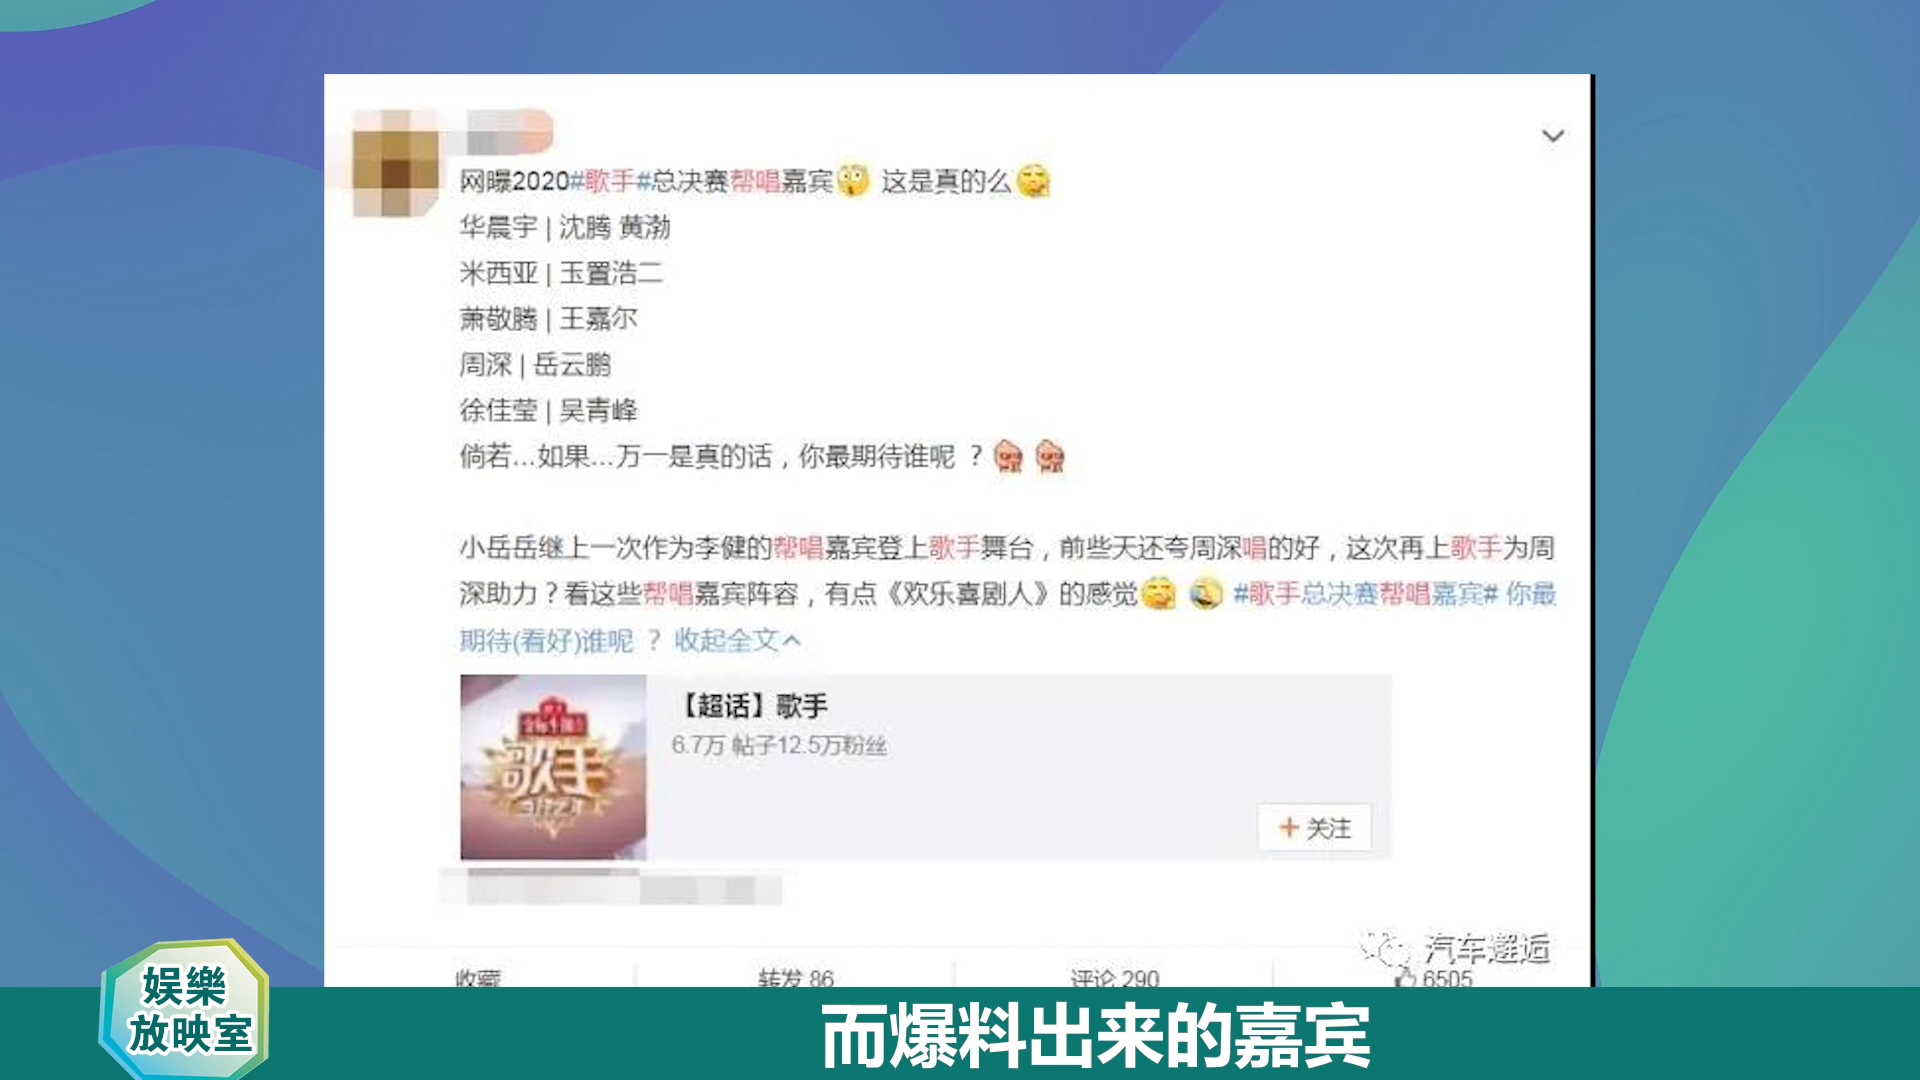 网曝2020#歌手#总决赛帮唱嘉宾 这是真的么
华晨宇 | 沈腾 黄渤
米西亚 | 玉置浩二
萧敬腾 | 王嘉尔
周深 | 岳云鹏
徐佳莹 | 吴青峰
倘若...如果...万一是真的话，你最期待谁呢 ？
小岳岳继上一次作为李健的帮唱嘉宾登上歌手舞台，前些天还夸周深唱的好，这次再上歌手为周
深助力？看这些帮唱嘉宾阵容，有点《欢乐喜剧人》的感觉 #歌手总决赛帮唱嘉宾# 你最
期待(看好)谁呢 ？ 收起全文
歌手
【超话】歌手
6.7万 帖子12.5万粉丝
+ 关注
汽车邂逅
收藏 转发 86 评论 290 6505
娱樂
放映室
而爆料出来的嘉宾